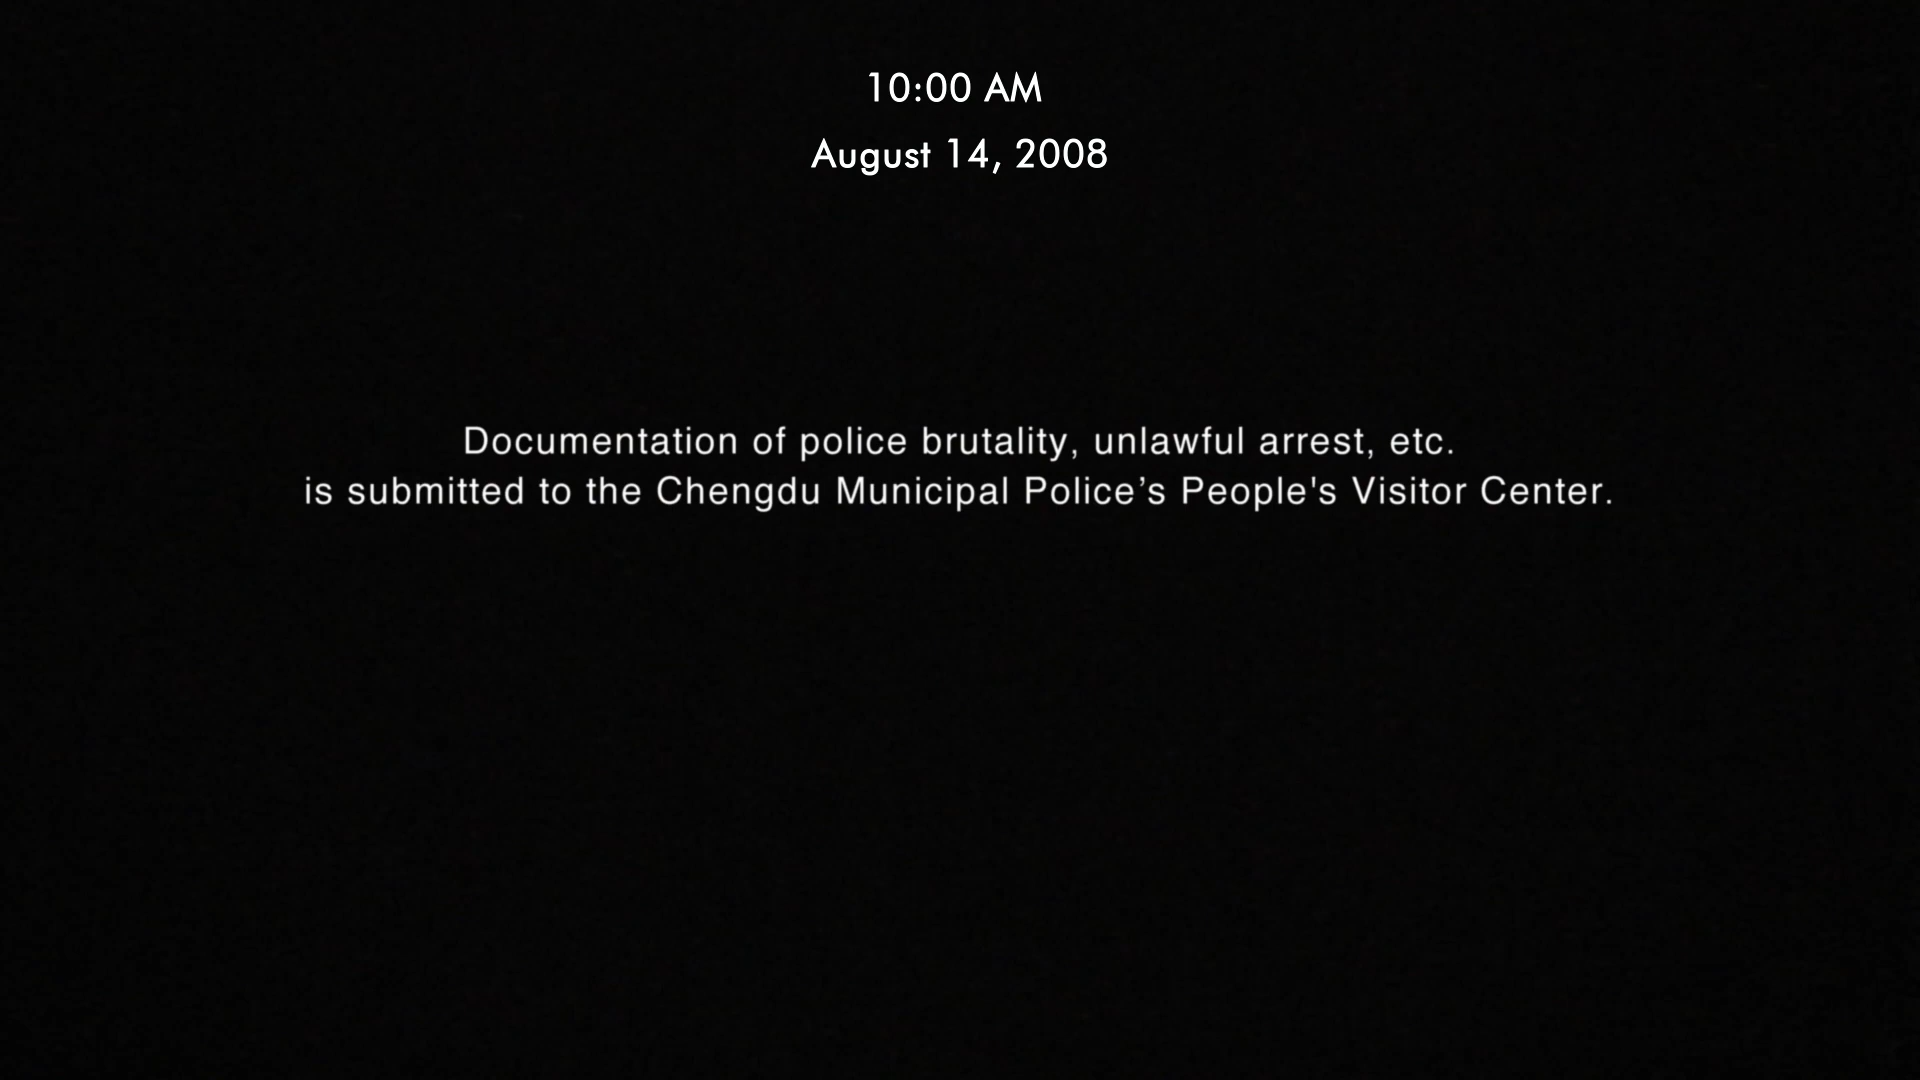 10:00 AM
August 14, 2008
Documentation of police brutality, unlawful arrest, etc.
is submitted to the Chengdu Municipal Police’s People's Visitor Center.